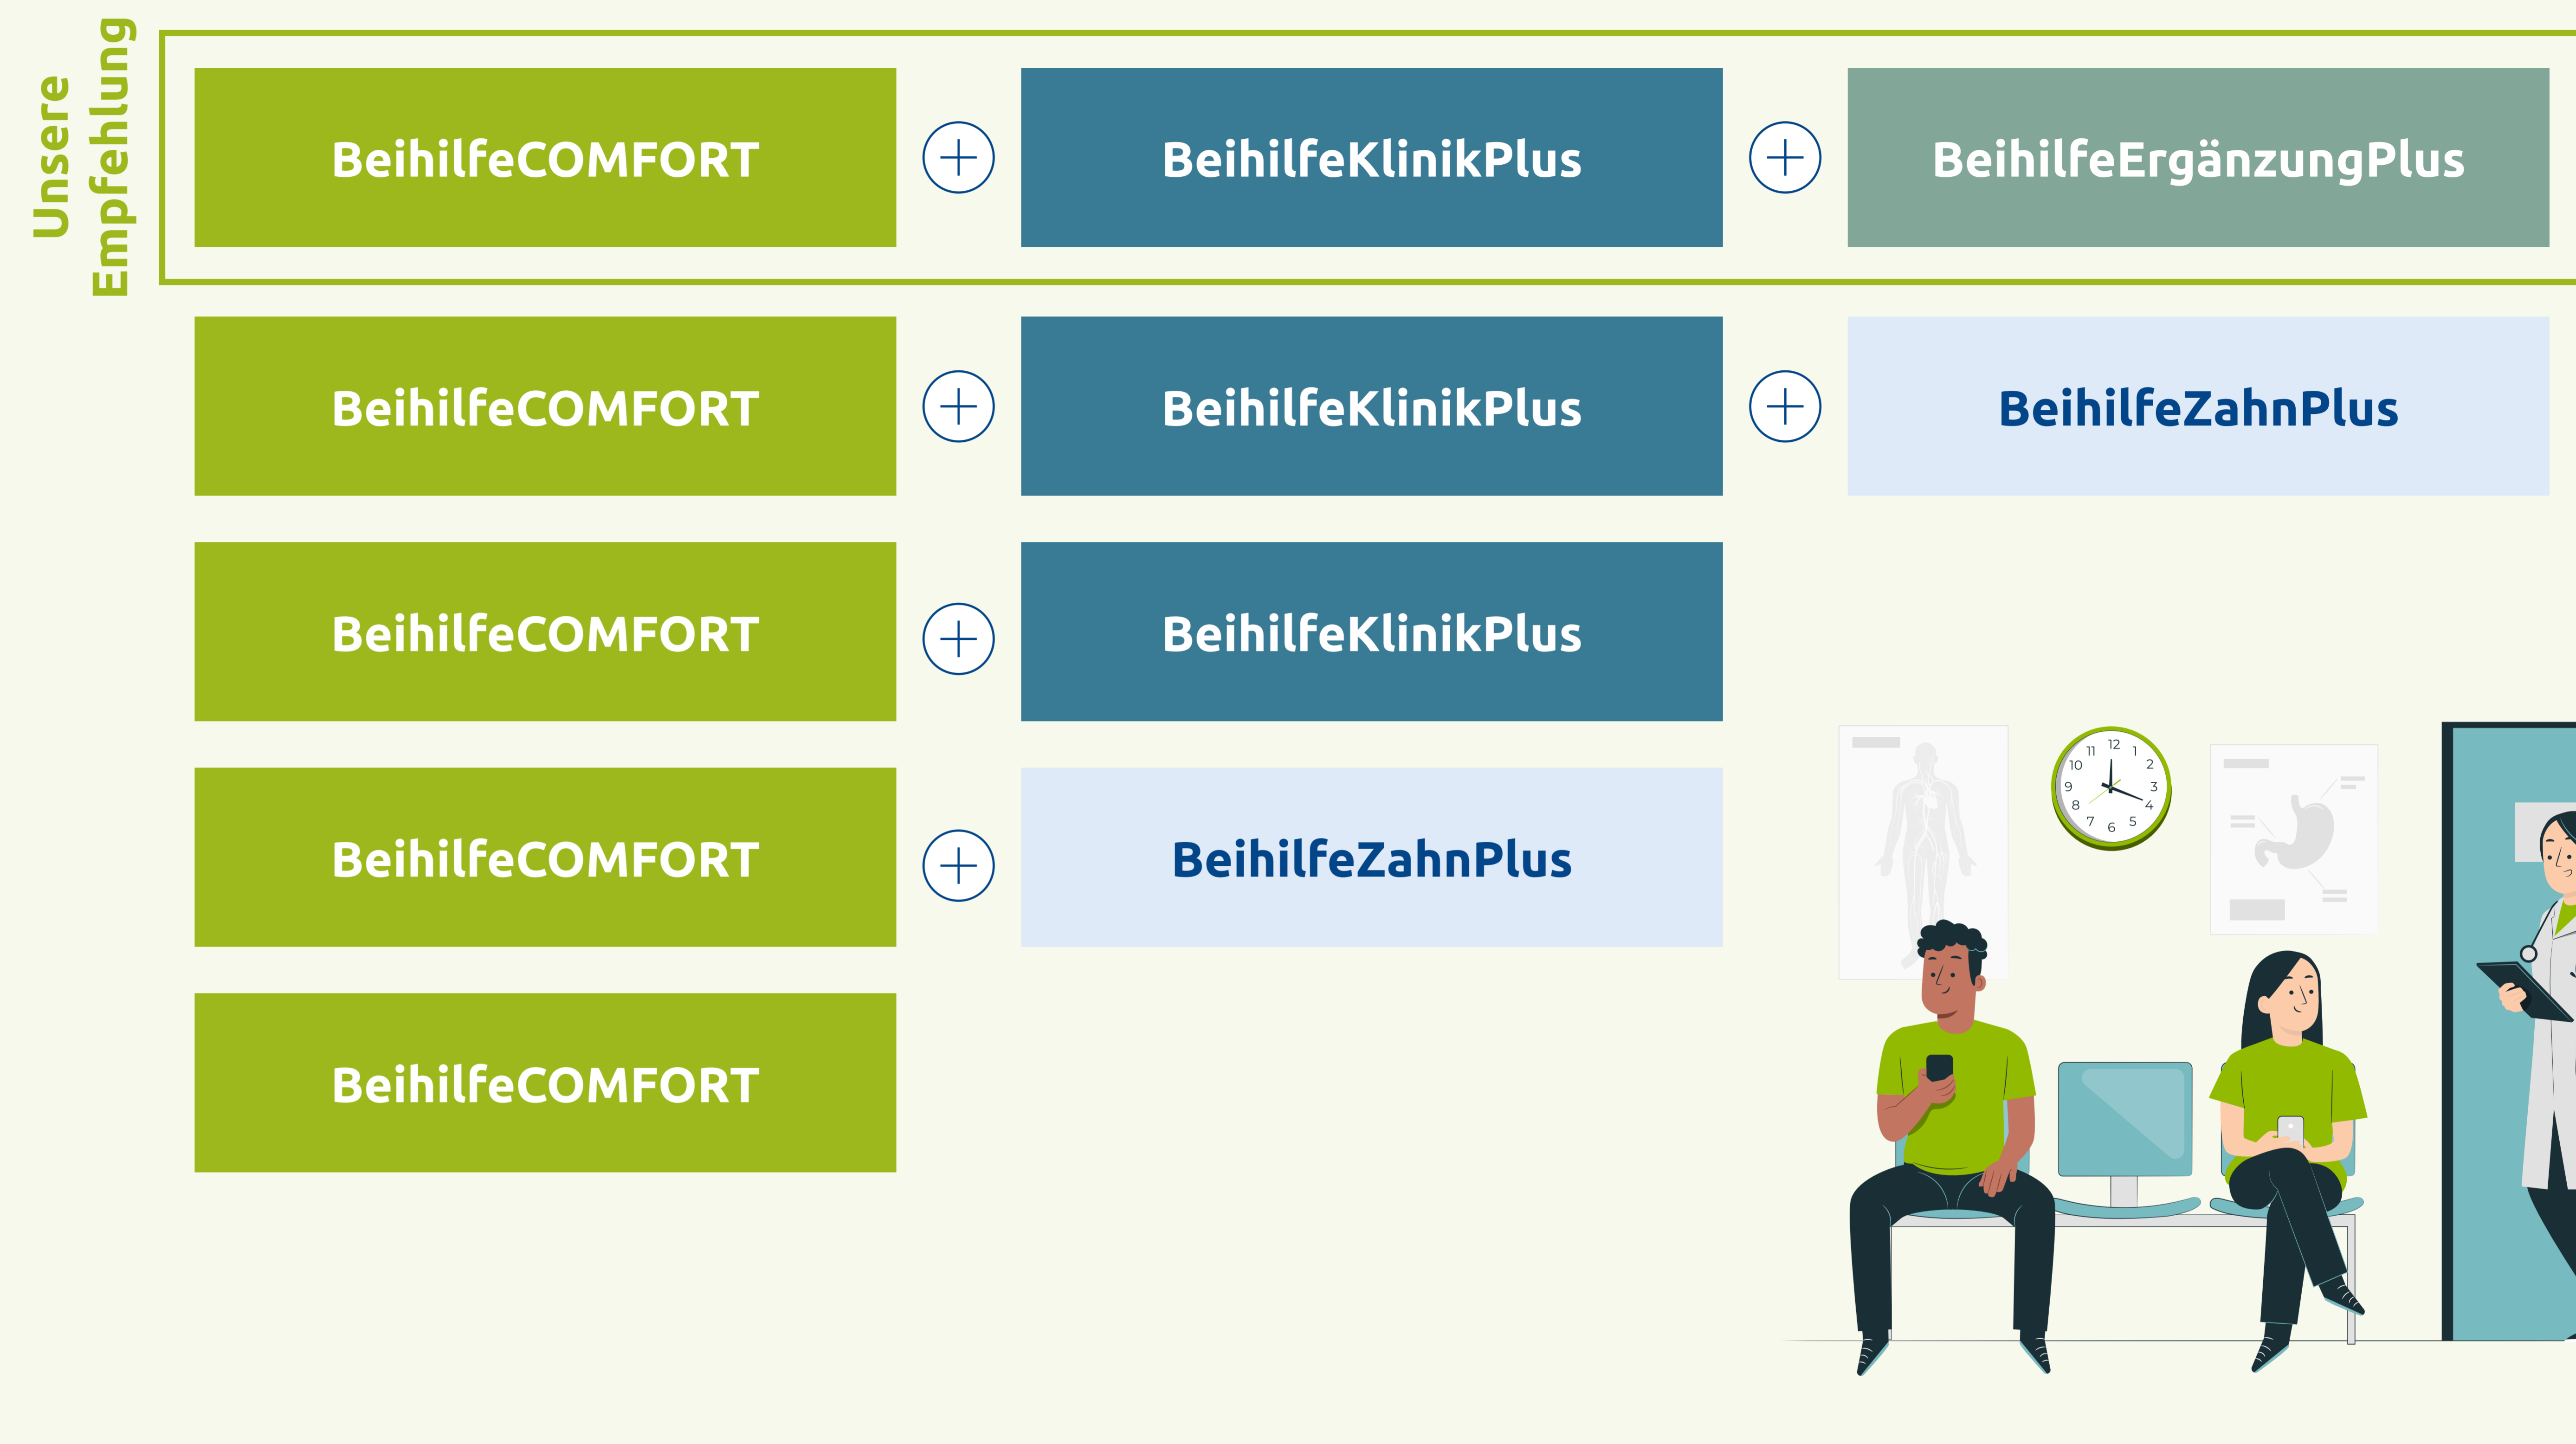 Unsere
Empfehlung
BeihilfeCOMFORT
BeihilfeKlinikPlus
BeihilfeErgänzungPlus
BeihilfeCOMFORT
BeihilfeKlinikPlus
BeihilfeZahnPlus
BeihilfeCOMFORT
BeihilfeKlinikPlus
BeihilfeCOMFORT
BeihilfeZahnPlus
BeihilfeCOMFORT
12
1
2
3
4
5
6
7
8
9
10
11